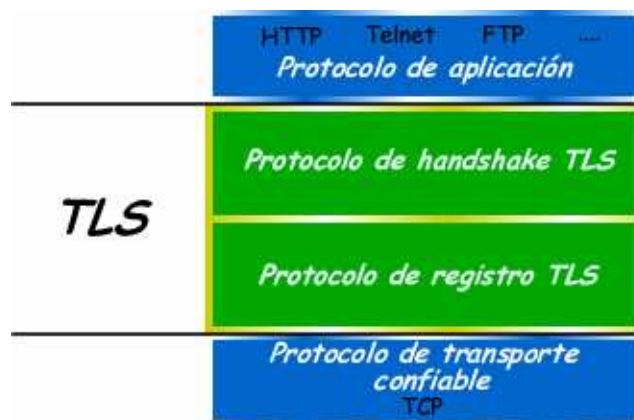 HTTP Telnet FTP ....
Protocolo de aplicación
Protocolo de handshake TLS
TLS
Protocolo de registro TLS
Protocolo de transporte
confiable
TCP